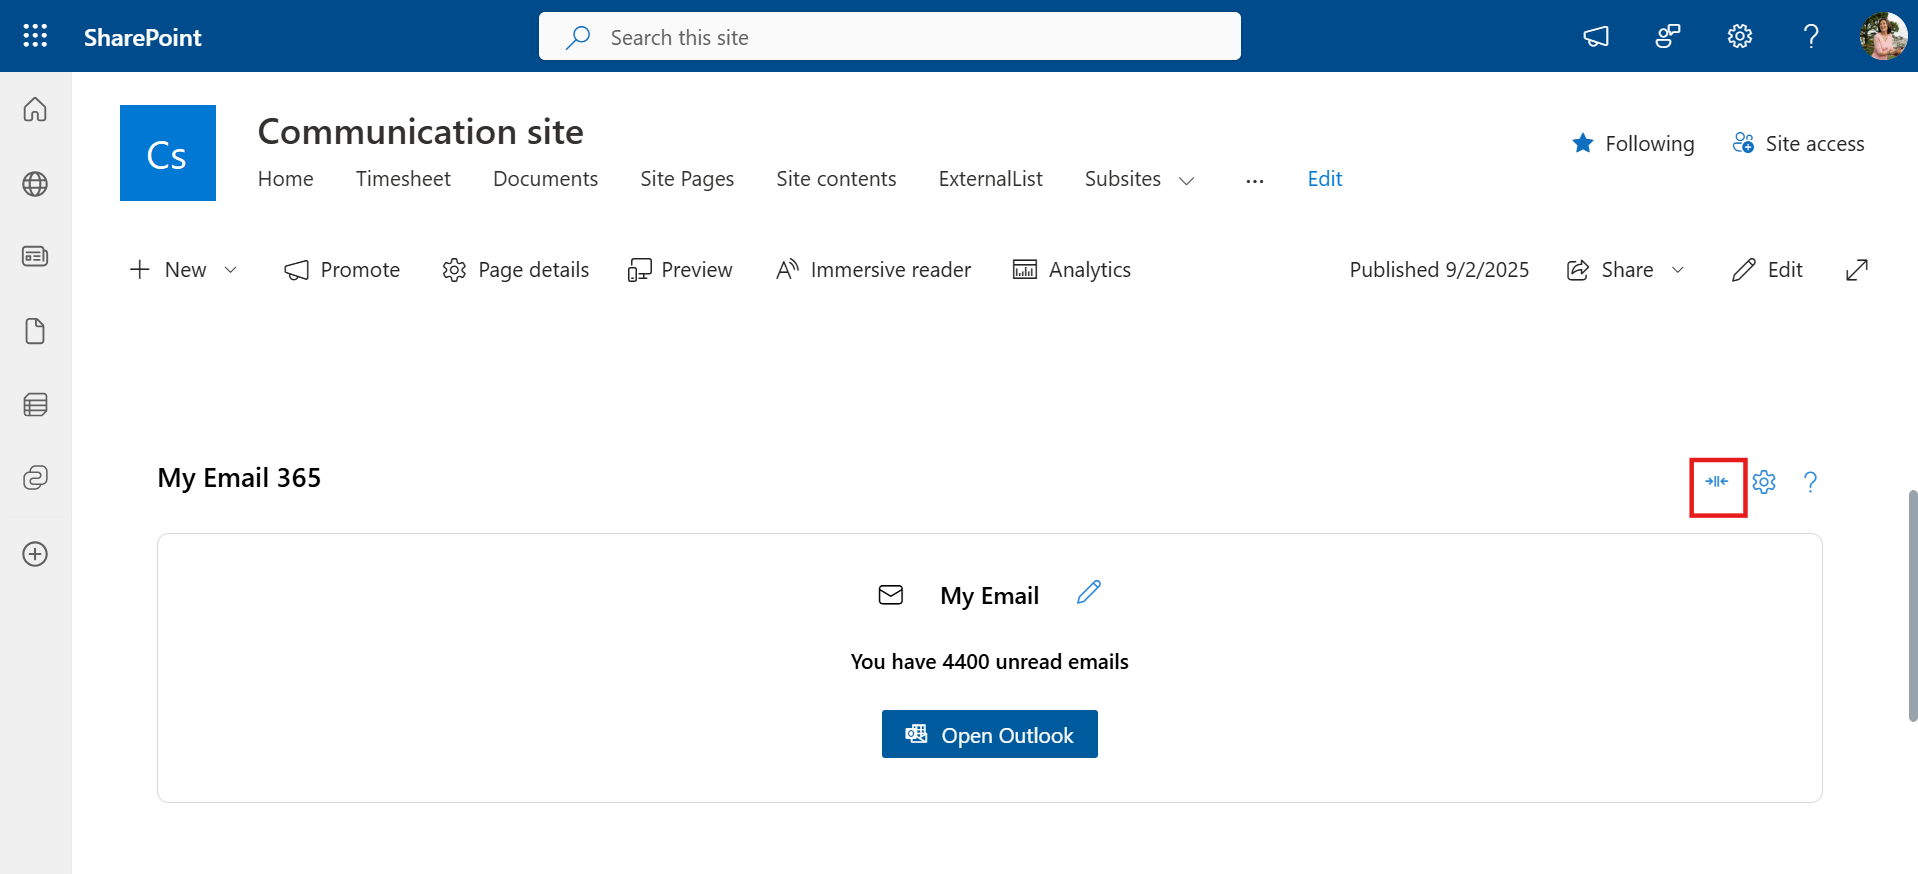 SharePoint
Search this site
Cs
Communication site
Home Timesheet Documents Site Pages Site contents ExternalList Subsites ... Edit
Following Site access
New Promote Page details Preview Immersive reader Analytics Published 9/2/2025 Share Edit
My Email 365
My Email
You have 4400 unread emails
Open Outlook